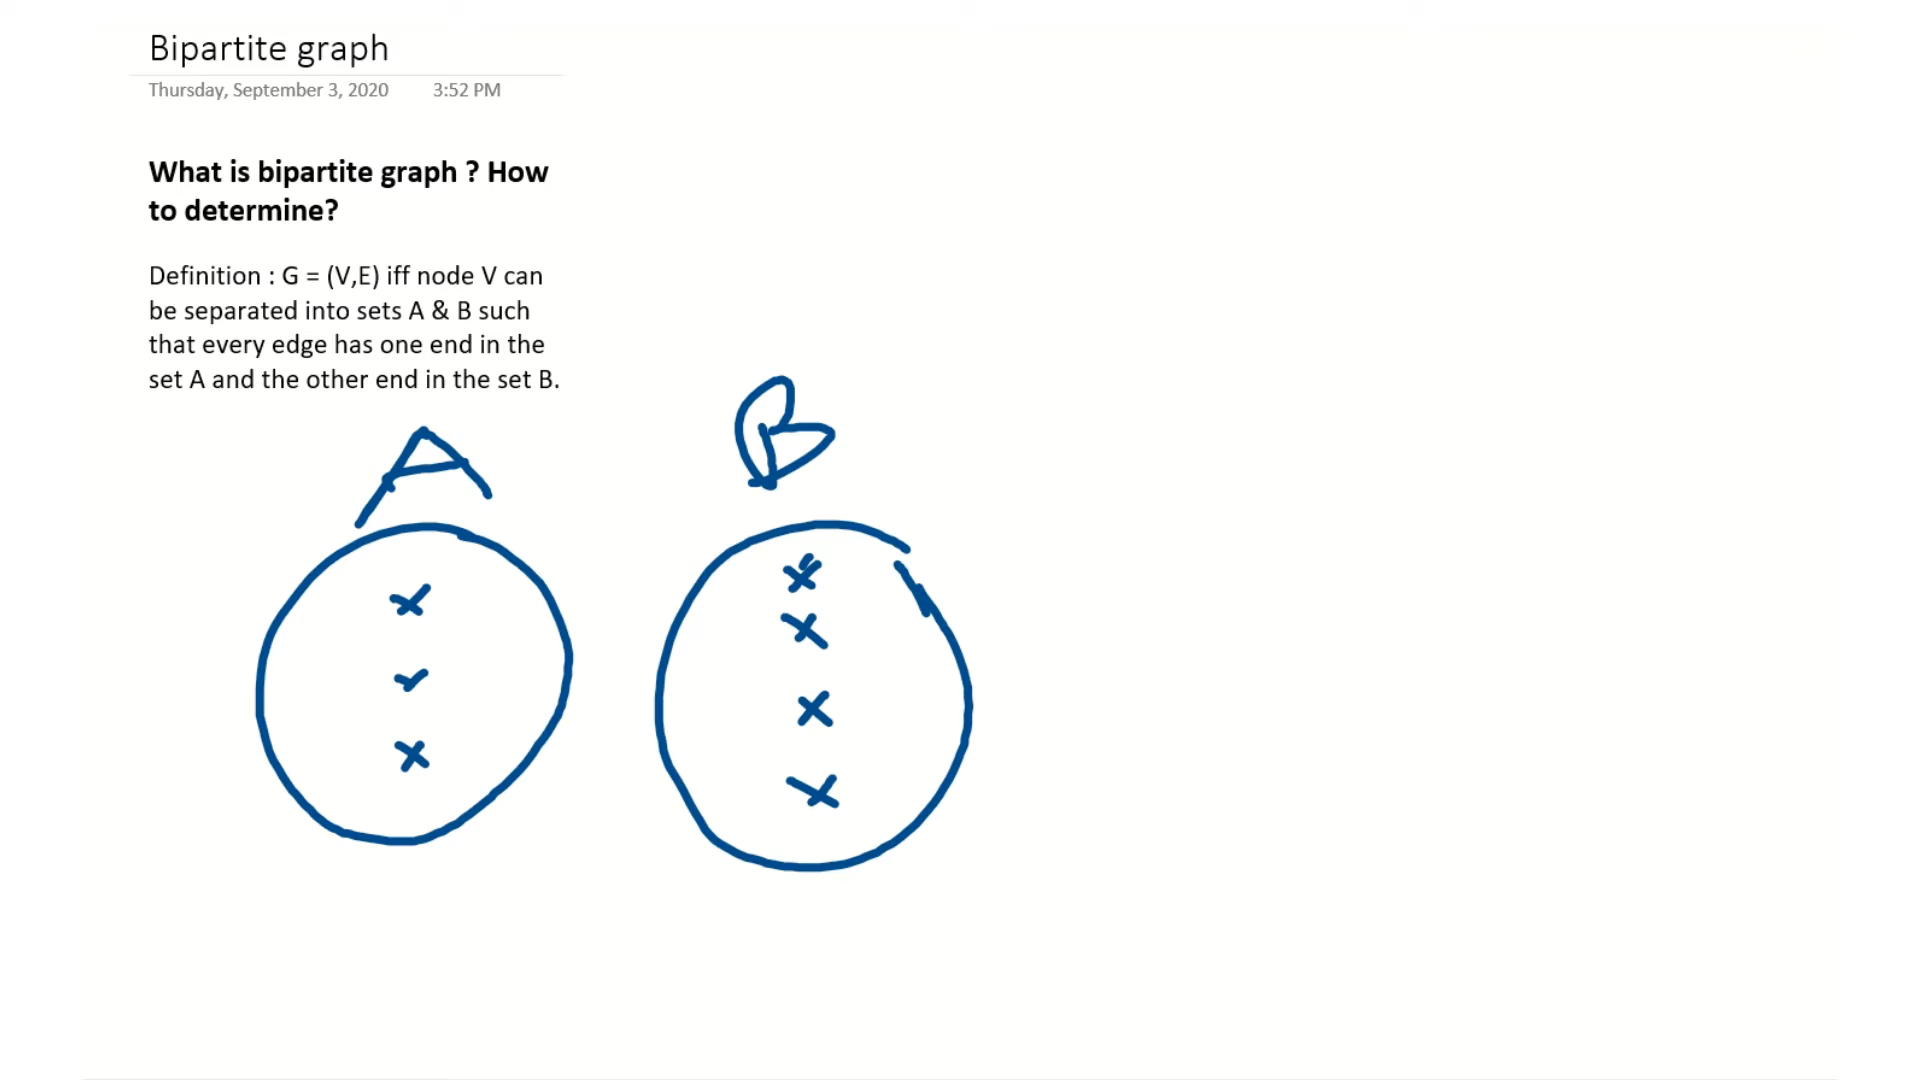 Bipartite graph
Thursday, September 3, 2020 3:52 PM
What is bipartite graph ? How
to determine?
Definition : G = (V,E) iff node V can
be separated into sets A & B such
that every edge has one end in the
set A and the other end in the set B.
A B